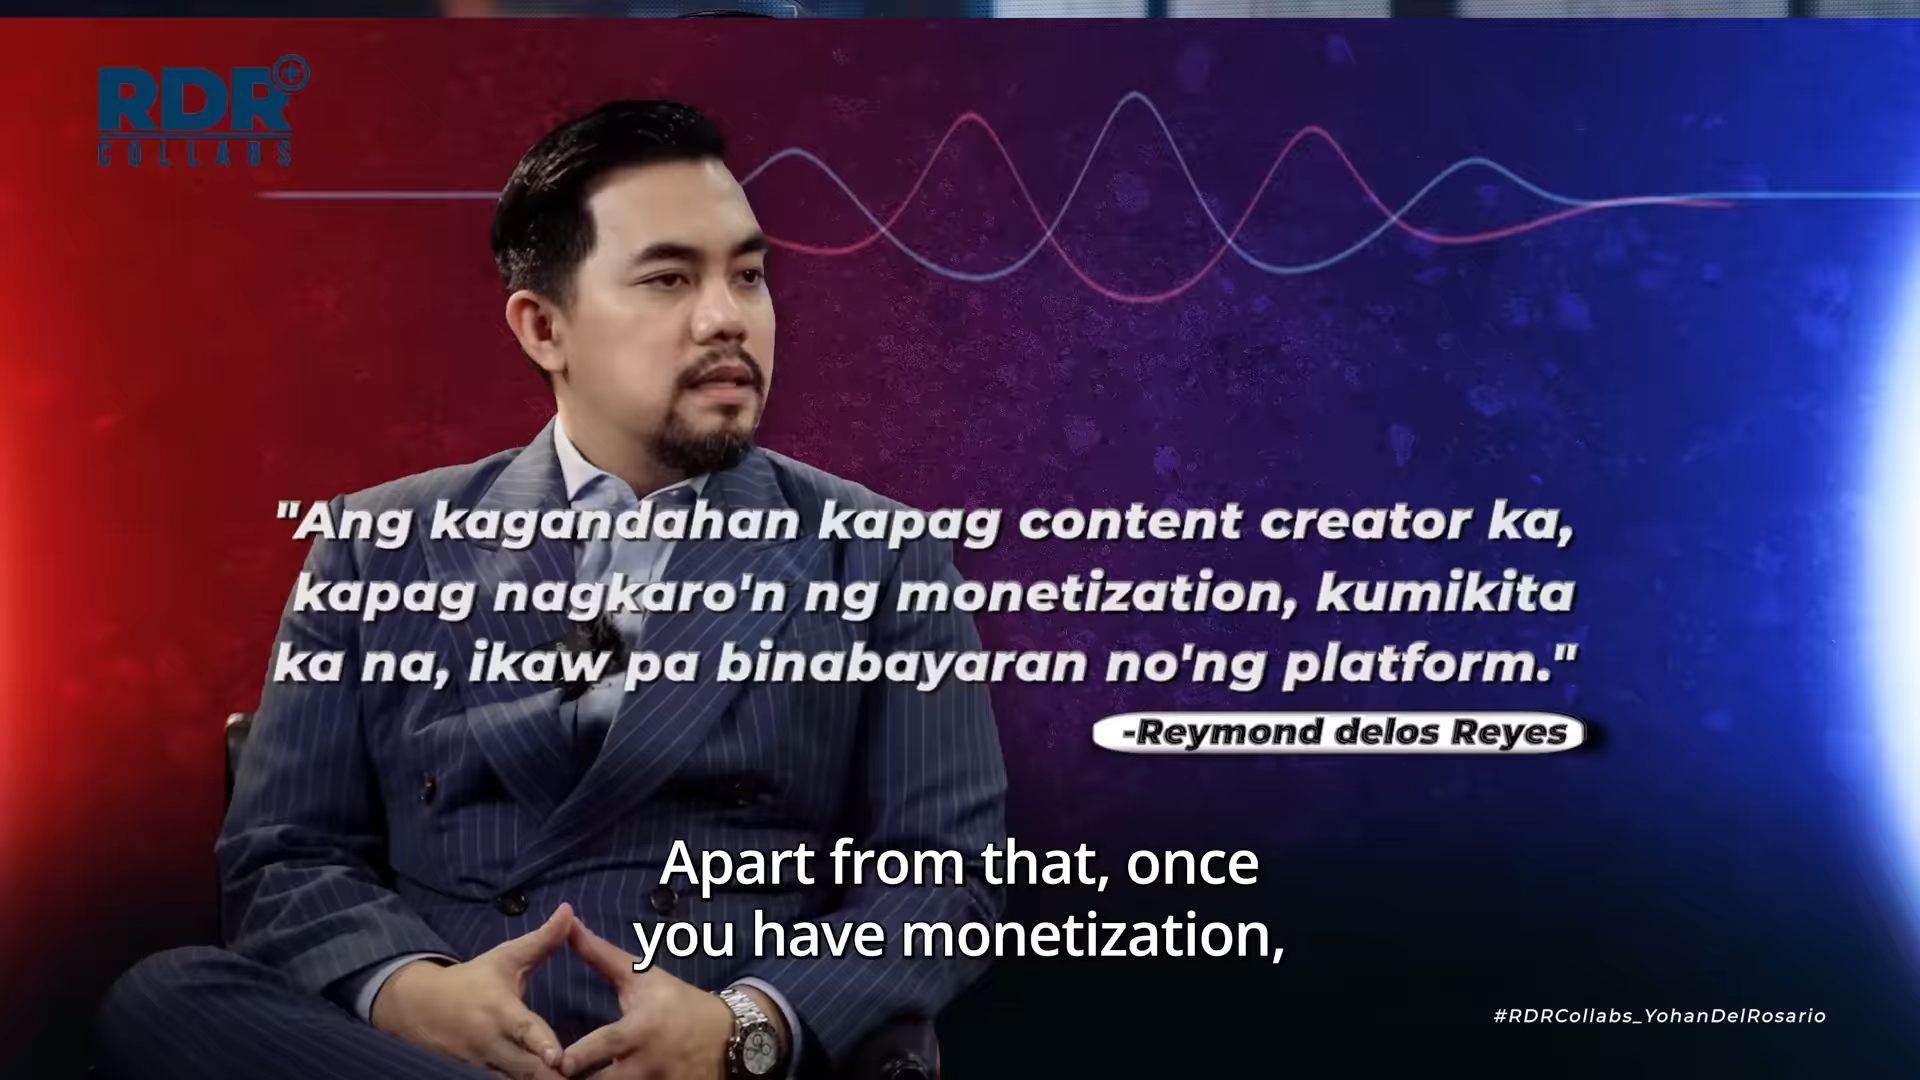 RDR+
COLLABS
"Ang kagandahan kapag content creator ka,
kapag nagkaro'n ng monetization, kumikita
ka na, ikaw pa binabayaran no'ng platform."
-Reymond delos Reyes
Apart from that, once
you have monetization,
#RDRCollabs_YohanDelRosario